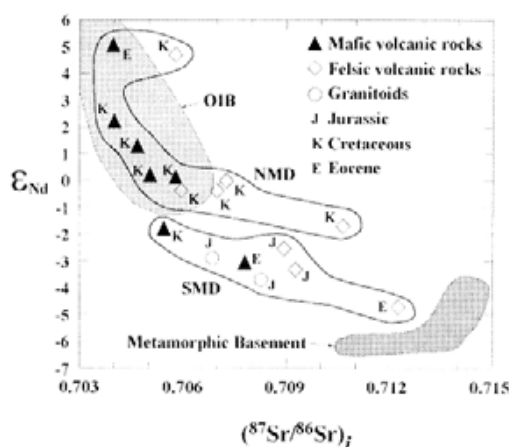 6
5
4
3
2
1
0
-1
-2
-3
-4
-5
-6
-7
εNd
▲ Mafic volcanic rocks
◇ Felsic volcanic rocks
○ Granitoids
J Jurassic
K Cretaceous
E Eocene
E
K
OIB
K
K
K
K
K
NMD
K
K
K
K
J
J
E
J
J
SMD
E
Metamorphic Basement
0.703 0.706 0.709 0.712 0.715
(⁸⁷Sr/⁸⁶Sr)i